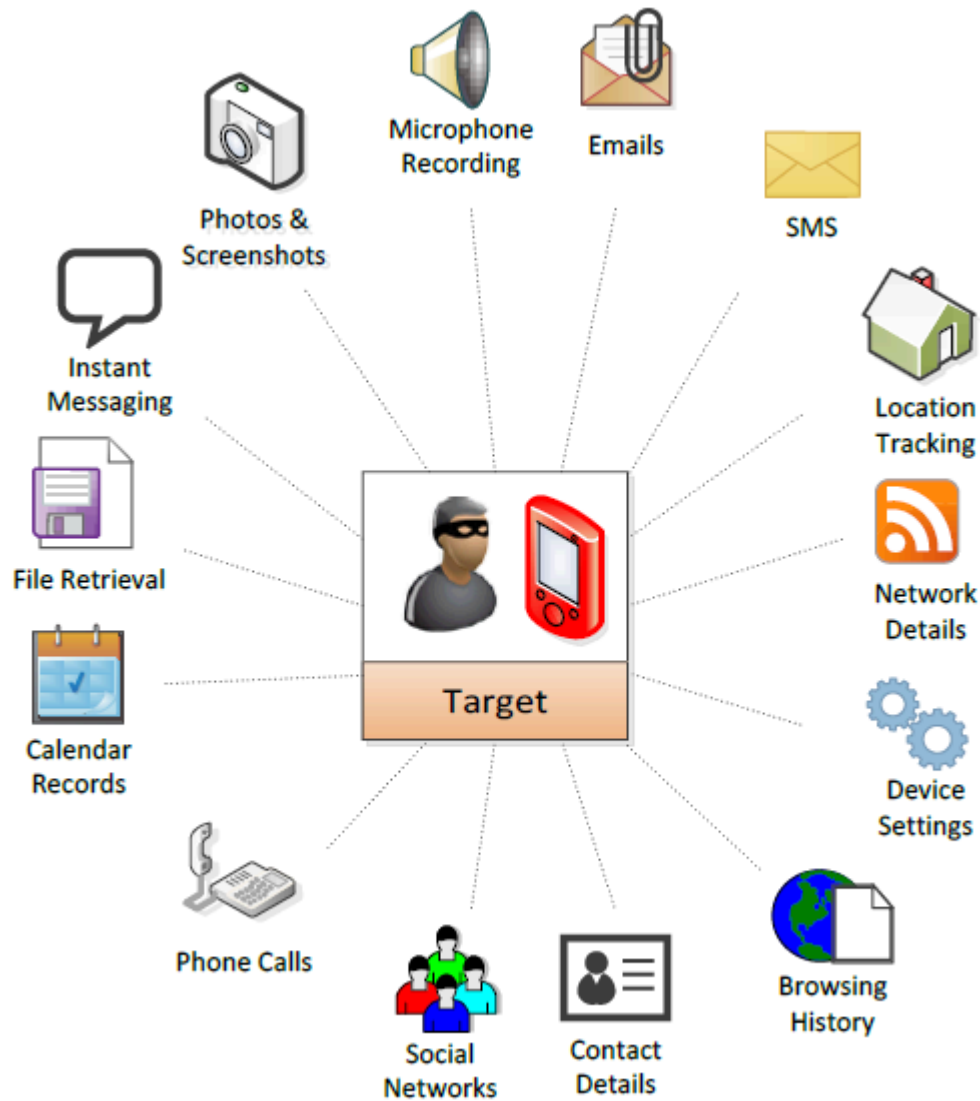 Microphone
Recording
Emails
SMS
Photos &
Screenshots
Instant
Messaging
Location
Tracking
File Retrieval
Network
Details
Target
Calendar
Records
Device
Settings
Phone Calls
Browsing
History
Social
Networks
Contact
Details